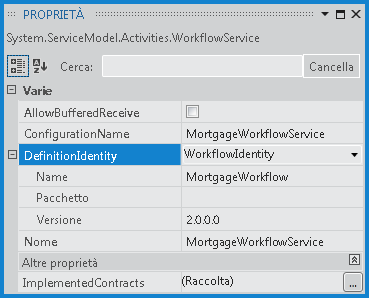 PROPRIETÀ
System.ServiceModel.Activities.WorkflowService
Cerca: Cancella
Varie
AllowBufferedReceive
ConfigurationName MortgageWorkflowService
DefinitionIdentity WorkflowIdentity
Name MortgageWorkflow
Pacchetto
Versione 2.0.0.0
Nome MortgageWorkflowService
Altre proprietà
ImplementedContracts (Raccolta) ...